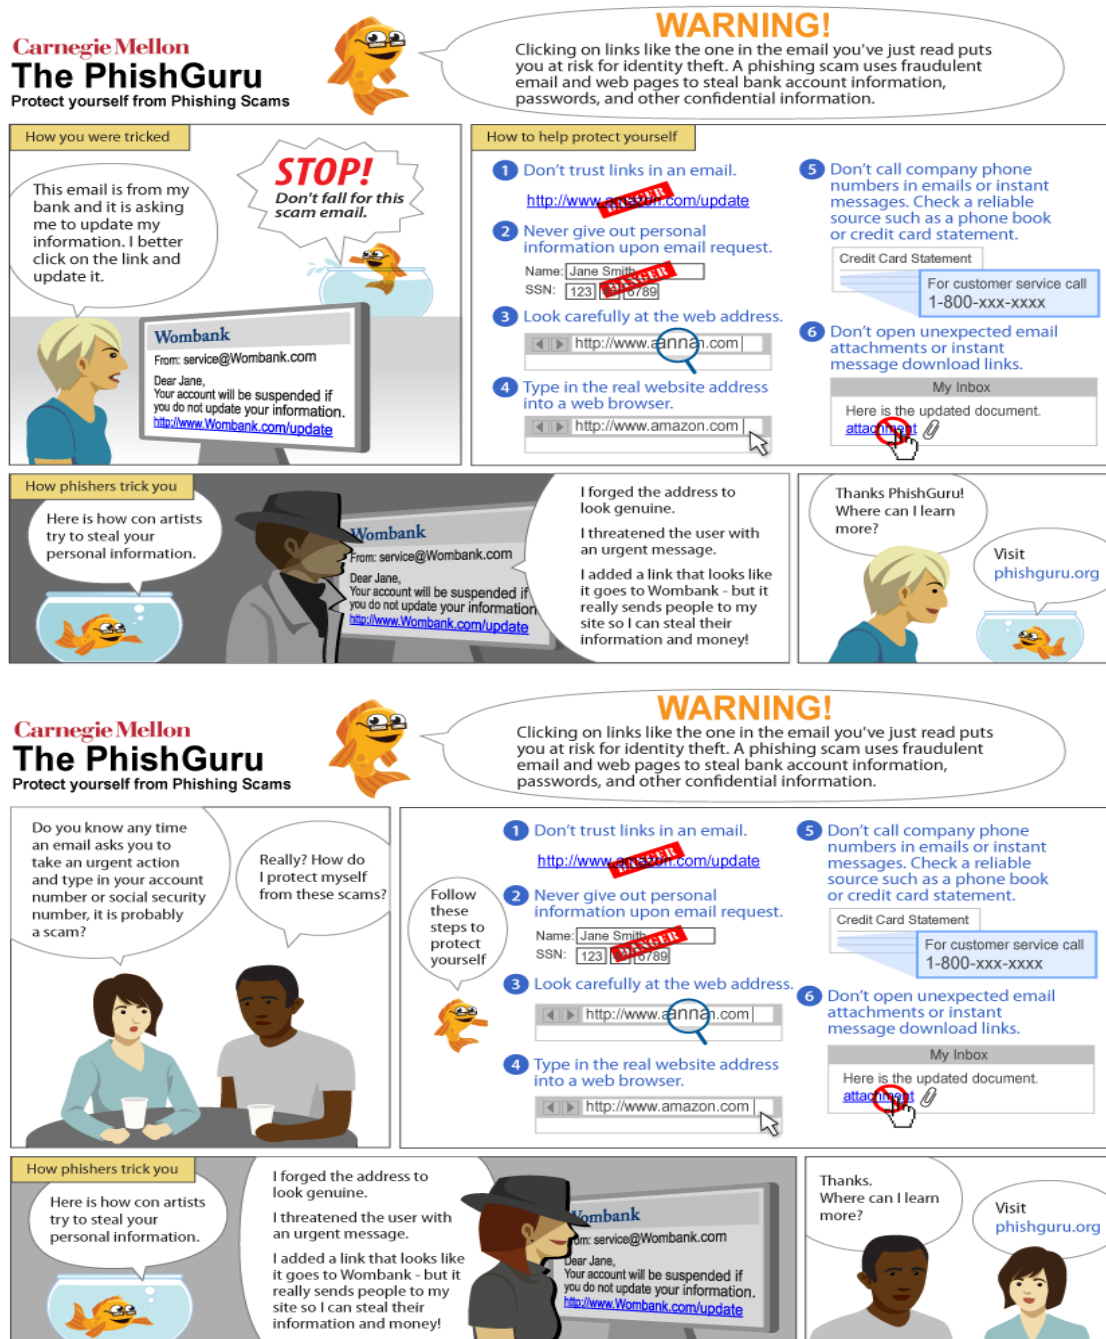 Carnegie Mellon
The PhishGuru
Protect yourself from Phishing Scams
WARNING!
Clicking on links like the one in the email you've just read puts
you at risk for identity theft. A phishing scam uses fraudulent
email and web pages to steal bank account information,
passwords, and other confidential information.
How you were tricked
This email is from my
bank and it is asking
me to update my
information. I better
click on the link and
update it.
STOP!
Don't fall for this
scam email.
Wombank
From: service@Wombank.com
Dear Jane,
Your account will be suspended if
you do not update your information.
http://www.Wombank.com/update
How to help protect yourself
1 Don't trust links in an email.
http://www.amazon.com/update
DANGER
2 Never give out personal
information upon email request.
Name: Jane Smith
SSN: 123 6789
DANGER
3 Look carefully at the web address.
http://www.aannan.com
4 Type in the real website address
into a web browser.
http://www.amazon.com
5 Don't call company phone
numbers in emails or instant
messages. Check a reliable
source such as a phone book
or credit card statement.
Credit Card Statement
For customer service call
1-800-xxx-xxxx
6 Don't open unexpected email
attachments or instant
message download links.
My Inbox
Here is the updated document.
attachment
How phishers trick you
Here is how con artists
try to steal your
personal information.
Wombank
From: service@Wombank.com
Dear Jane,
Your account will be suspended if
you do not update your information
http://www.Wombank.com/update
I forged the address to
look genuine.
I threatened the user with
an urgent message.
I added a link that looks like
it goes to Wombank - but it
really sends people to my
site so I can steal their
information and money!
Thanks PhishGuru!
Where can I learn
more?
Visit
phishguru.org
Carnegie Mellon
The PhishGuru
Protect yourself from Phishing Scams
WARNING!
Clicking on links like the one in the email you've just read puts
you at risk for identity theft. A phishing scam uses fraudulent
email and web pages to steal bank account information,
passwords, and other confidential information.
Do you know any time
an email asks you to
take an urgent action
and type in your account
number or social security
number, it is probably
a scam?
Really? How do
I protect myself
from these scams?
Follow
these
steps to
protect
yourself
1 Don't trust links in an email.
http://www.amazon.com/update
DANGER
2 Never give out personal
information upon email request.
Name: Jane Smith
SSN: 123 6789
DANGER
3 Look carefully at the web address.
http://www.aannan.com
4 Type in the real website address
into a web browser.
http://www.amazon.com
5 Don't call company phone
numbers in emails or instant
messages. Check a reliable
source such as a phone book
or credit card statement.
Credit Card Statement
For customer service call
1-800-xxx-xxxx
6 Don't open unexpected email
attachments or instant
message download links.
My Inbox
Here is the updated document.
attachment
How phishers trick you
Here is how con artists
try to steal your
personal information.
I forged the address to
look genuine.
I threatened the user with
an urgent message.
I added a link that looks like
it goes to Wombank - but it
really sends people to my
site so I can steal their
information and money!
Wombank
From: service@Wombank.com
Dear Jane,
Your account will be suspended if
you do not update your information.
http://www.Wombank.com/update
Thanks.
Where can I learn
more?
Visit
phishguru.org